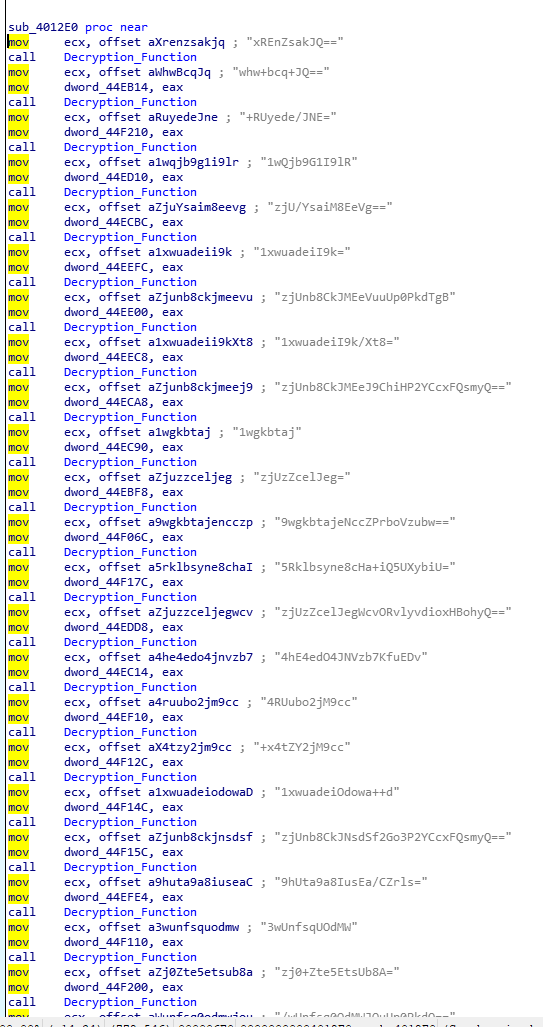 sub_4012E0 proc near
mov ecx, offset aXrenzsakjq ; "xREnZsakJQ=="
call Decryption_Function
mov ecx, offset aWhwBcqJq ; "whw+bcq+JQ=="
mov dword_44EB14, eax
call Decryption_Function
mov ecx, offset aRuyedeJne ; "+RUyede/JNE="
mov dword_44F210, eax
call Decryption_Function
mov ecx, offset a1wqjb9g1i9lr ; "1wQjb9G1I9lR"
mov dword_44ED10, eax
call Decryption_Function
mov ecx, offset aZjuYsaim8eevg ; "zjU/YsaiM8EeVg=="
mov dword_44ECBC, eax
call Decryption_Function
mov ecx, offset a1xwuadeii9k ; "1xwuadeiI9k="
mov dword_44EEFC, eax
call Decryption_Function
mov ecx, offset aZjunb8ckjmeevu ; "zjUnb8CkJMEeVuuUp0PkdTgB"
mov dword_44EE00, eax
call Decryption_Function
mov ecx, offset a1xwuadeii9kXt8 ; "1xwuadeiI9k/Xt8="
mov dword_44EEC8, eax
call Decryption_Function
mov ecx, offset aZjunb8ckjmeej9 ; "zjUnb8CkJMEeJ9ChiHP2YCcxFQsmyQ=="
mov dword_44ECA8, eax
call Decryption_Function
mov ecx, offset a1wgkbtaj ; "1wgkbtaj"
mov dword_44EC90, eax
call Decryption_Function
mov ecx, offset aZjuzzceljeg ; "zjUzZcelJeg="
mov dword_44EBF8, eax
call Decryption_Function
mov ecx, offset a9wgkbtajencczp ; "9wgkbtajeNccZPrboVzubw=="
mov dword_44F06C, eax
call Decryption_Function
mov ecx, offset a5rklbsyne8chaI ; "5Rklbsyne8cHa+iQ5UXybiU="
mov dword_44F17C, eax
call Decryption_Function
mov ecx, offset aZjuzzceljegwcv ; "zjUzZcelJegWcvORvlyvdioxHBohyQ=="
mov dword_44EDD8, eax
call Decryption_Function
mov ecx, offset a4he4edo4jnvzb7 ; "4hE4edO4JNVzb7KfuEDv"
mov dword_44EC14, eax
call Decryption_Function
mov ecx, offset a4ruubo2jm9cc ; "4RUubo2jM9cc"
mov dword_44EF10, eax
call Decryption_Function
mov ecx, offset aX4tzy2jm9cc ; "+x4tZY2jM9cc"
mov dword_44F12C, eax
call Decryption_Function
mov ecx, offset a1xwuadeiodowaD ; "1xwuadeiOdowa++d"
mov dword_44F14C, eax
call Decryption_Function
mov ecx, offset aZjunb8ckjnsdsf ; "zjUnb8CkJNsdSf2Go3P2YCcxFQsmyQ=="
mov dword_44F15C, eax
call Decryption_Function
mov ecx, offset a9huta9a8iuseaC ; "9hUta9a8IusEa/CZrls="
mov dword_44EFE4, eax
call Decryption_Function
mov ecx, offset a3wunfsquodmw ; "3wUnfsqUOdMW"
mov dword_44F110, eax
call Decryption_Function
mov ecx, offset aZj0Zte5etsub8a ; "zj0+Zte5EtsUb8A="
mov dword_44F200, eax
call Decryption_Function